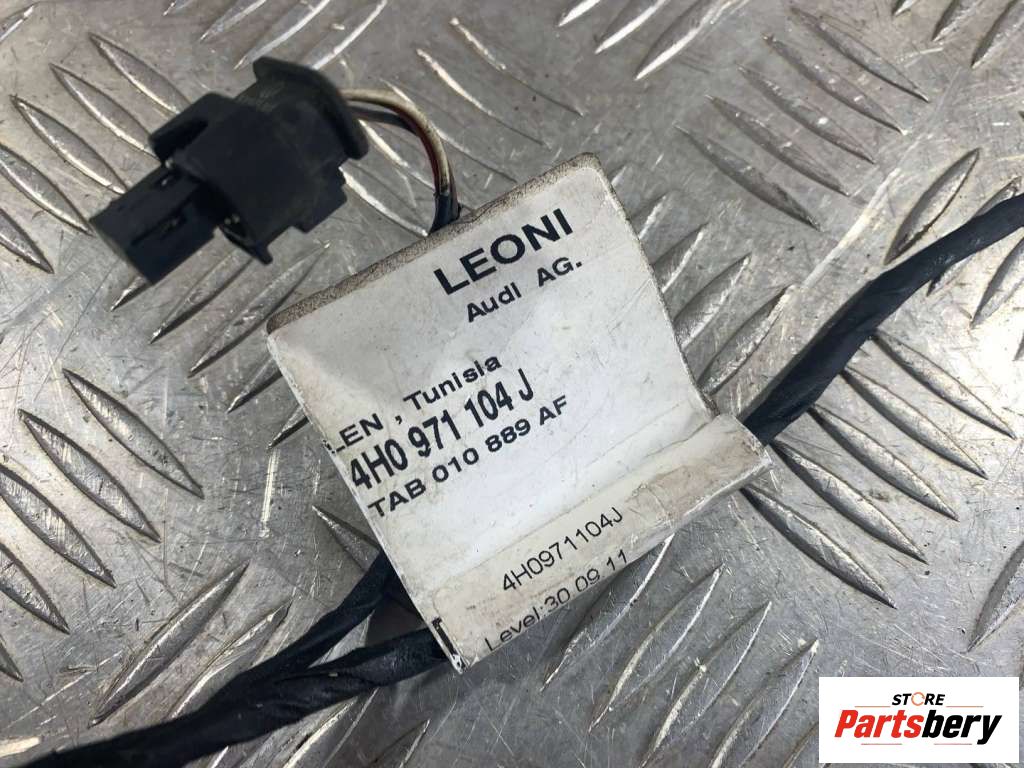 LEONI
Audi AG.
LEN , Tunisia
4H0 971 104 J
TAB 010 889 AF
4H0971104J
Level:30 09 11
STORE
Partsbery